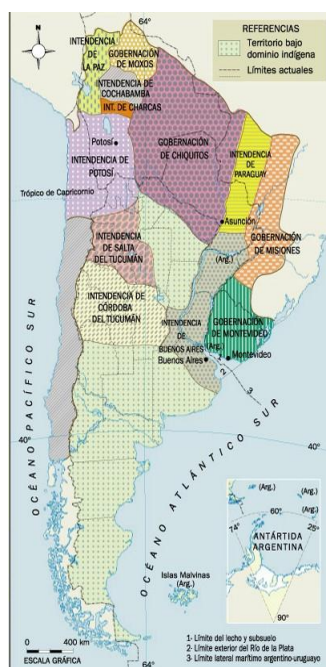 64°
REFERENCIAS
Territorio bajo
dominio indígena
Límites actuales
N
INTENDENCIA
DE
LA PAZ
GOBERNACIÓN
DE MOXOS
INTENDENCIA DE
COCHABAMBA
INT. DE CHARCAS
Potosí
INTENDENCIA DE
POTOSÍ
GOBERNACIÓN
DE CHIQUITOS
INTENDENCIA
DE
PARAGUAY
Trópico de Capricornio
Asunción
GOBERNACIÓN
DE MISIONES
INTENDENCIA
DE SALTA
DEL TUCUMÁN
(Arg.)
INTENDENCIA DE
CÓRDOBA
DEL TUCUMÁN
INTENDENCIA
DE
BUENOS AIRES
(Arg.)
GOBERNACIÓN
DE MONTEVIDEO
Buenos Aires
Montevideo
1
2
3
OCÉANO PACÍFICO SUR
OCÉANO ATLÁNTICO SUR
40°
40°
Islas Malvinas
(Arg.)
(Arg.)
(Arg.)
(Arg.)
74°
60°
25°
ANTÁRTIDA
ARGENTINA
90°
0 400 km
ESCALA GRÁFICA
64°
1- Límite del lecho y subsuelo
2- Límite exterior del Río de la Plata
3- Límite lateral marítimo argentino-uruguayo